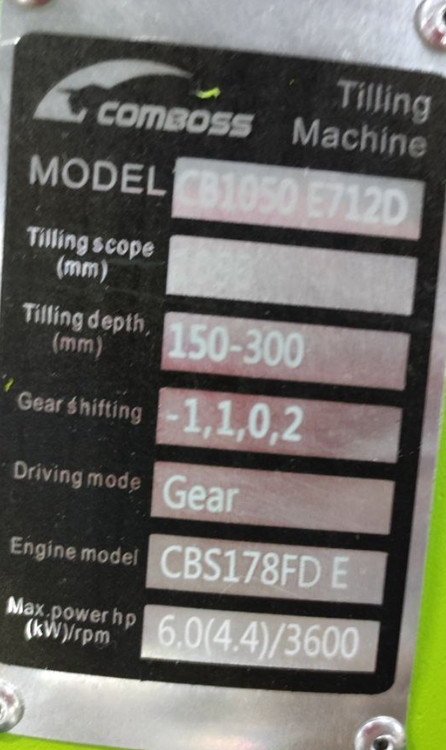 COMBOSS
Tilling
Machine
MODEL CB1050 E712D
Tilling scope
(mm)
Tilling depth 150-300
(mm)
Gear shifting -1,1,0,2
Driving mode Gear
Engine model CBS178FD E
Max.power hp 6.0(4.4)/3600
(kW)/rpm